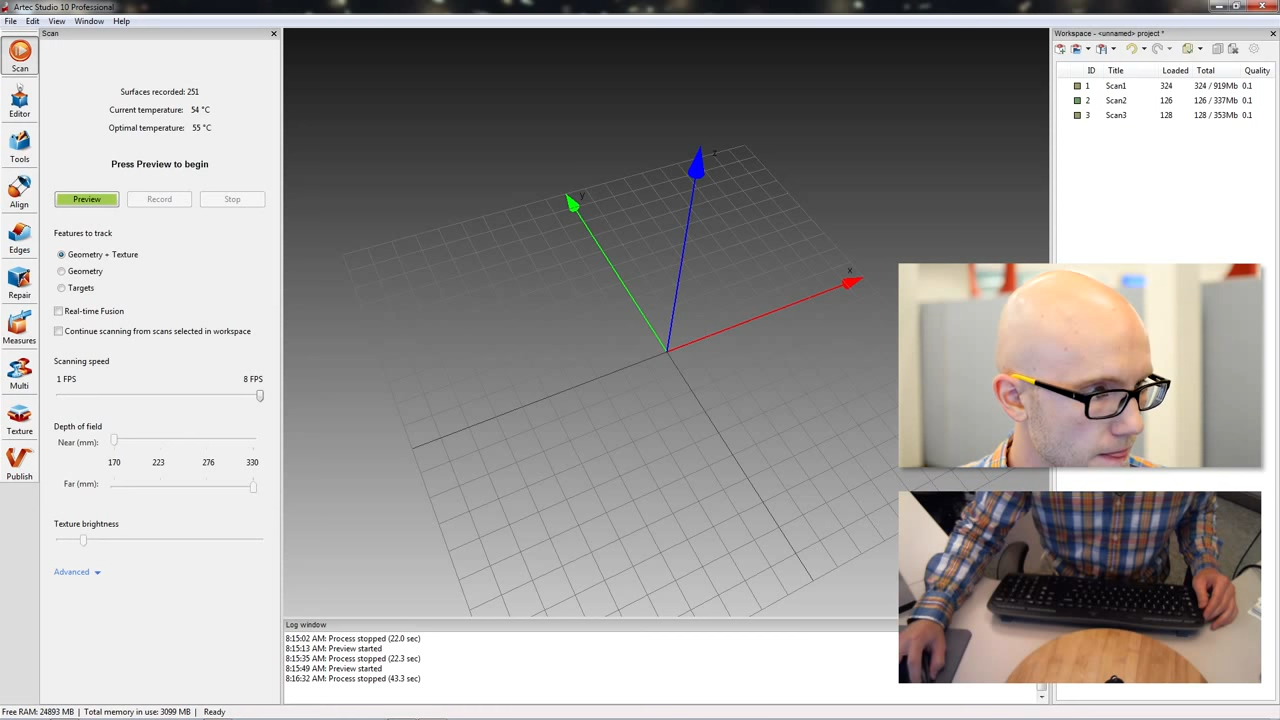 Artec Studio 10 Professional
File Edit View Window Help
Scan
Workspace - <unnamed> project *
Scan
Editor
Tools
Align
Edges
Repair
Measures
Multi
Texture
Publish
Surfaces recorded: 251
Current temperature: 54 °C
Optimal temperature: 55 °C
Press Preview to begin
Preview Record Stop
Features to track
Geometry + Texture
Geometry
Targets
Real-time Fusion
Continue scanning from scans selected in workspace
Scanning speed
1 FPS 8 FPS
Depth of field
Near (mm):
170 223 276 330
Far (mm):
Texture brightness
Advanced
z
y
x
ID Title Loaded Total Quality
1 Scan1 324 324 / 919Mb 0.1
2 Scan2 126 126 / 337Mb 0.1
3 Scan3 128 128 / 353Mb 0.1
Log window
8:15:02 AM: Process stopped (22.0 sec)
8:15:13 AM: Preview started
8:15:35 AM: Process stopped (22.3 sec)
8:15:49 AM: Preview started
8:16:32 AM: Process stopped (43.3 sec)
Free RAM: 24893 MB | Total memory in use: 3099 MB | Ready